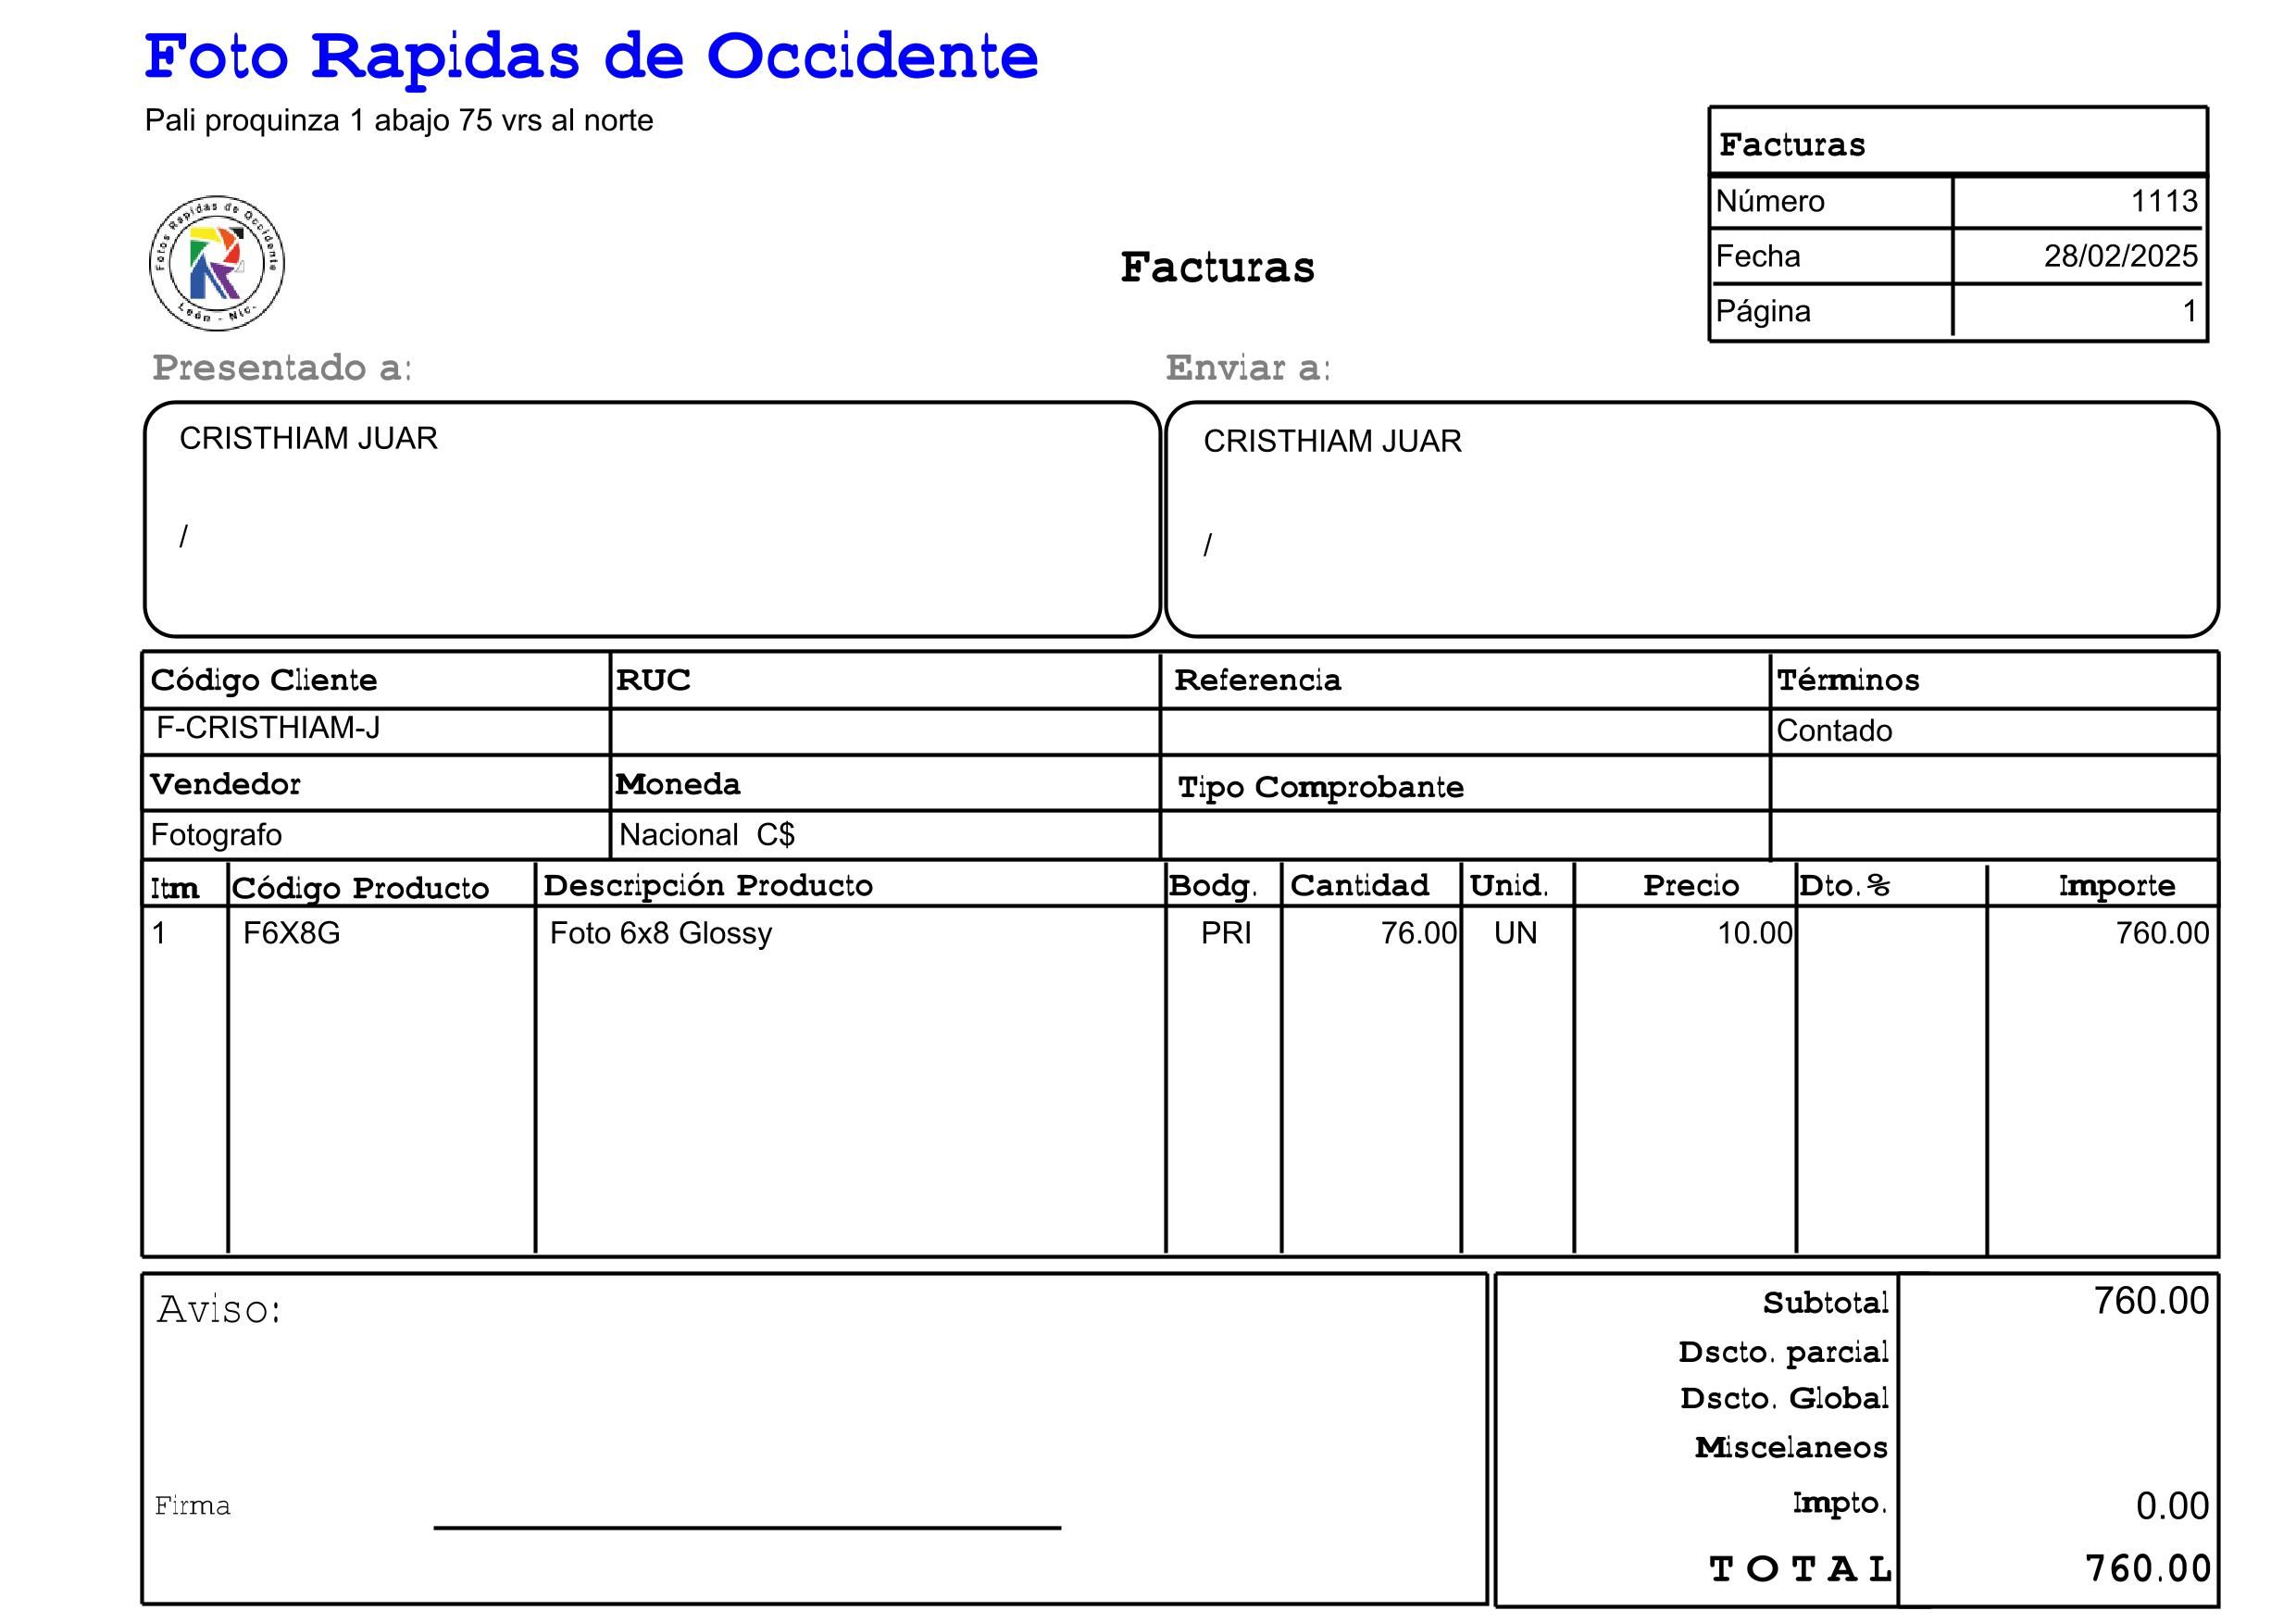 Foto Rapidas de Occidente
Pali proquinza 1 abajo 75 vrs al norte
Facturas
Número 1113
Fecha 28/02/2025
Página 1
Fotos Rapidas de Occidente
León - Nic.
Facturas
Presentado a: Enviar a:
CRISTHIAM JUAR CRISTHIAM JUAR
/ /
Código Cliente RUC Referencia Términos
F-CRISTHIAM-J Contado
Vendedor Moneda Tipo Comprobante
Fotografo Nacional C$
Itm Código Producto Descripción Producto Bodg. Cantidad Unid. Precio Dto.% Importe
1 F6X8G Foto 6x8 Glossy PRI 76.00 UN 10.00 760.00
Aviso:
Subtotal 760.00
Dscto. parcial
Dscto. Global
Miscelaneos
Firma
Impto. 0.00
TOTAL 760.00